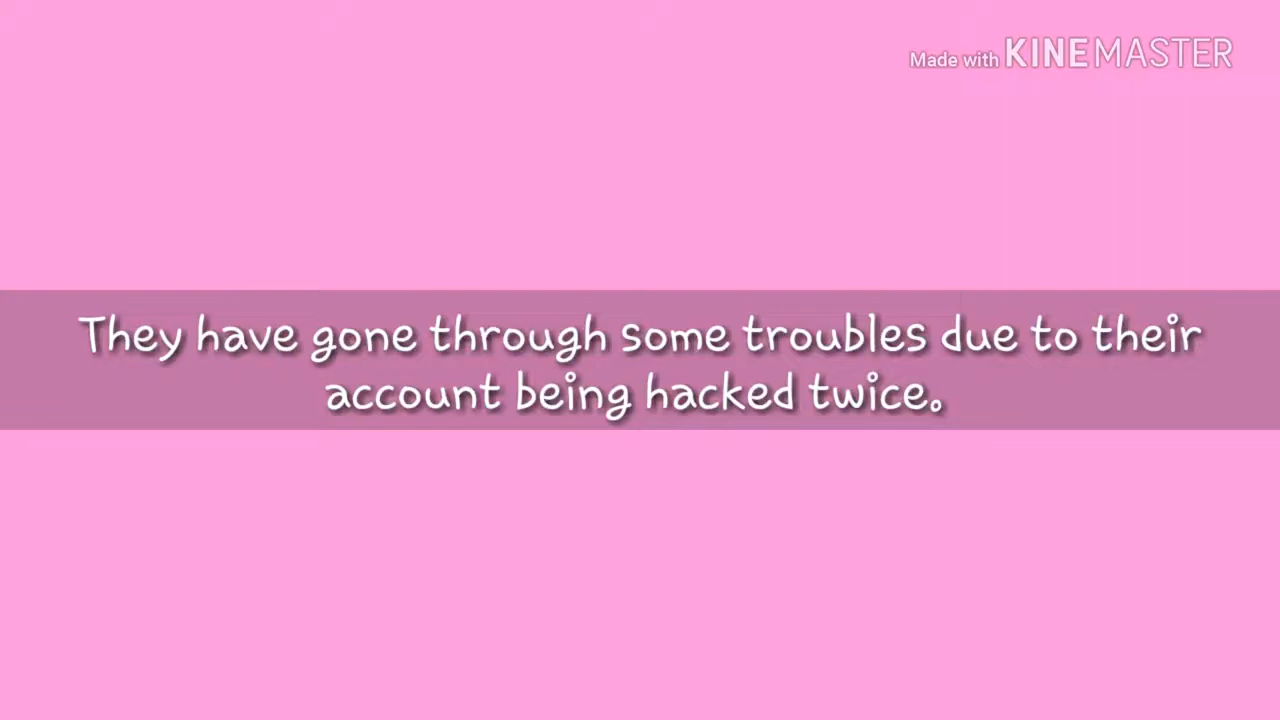 Made with KINEMASTER
They have gone through some troubles due to their
account being hacked twice.